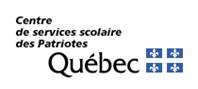 Centre
de services scolaire
des Patriotes
Québec